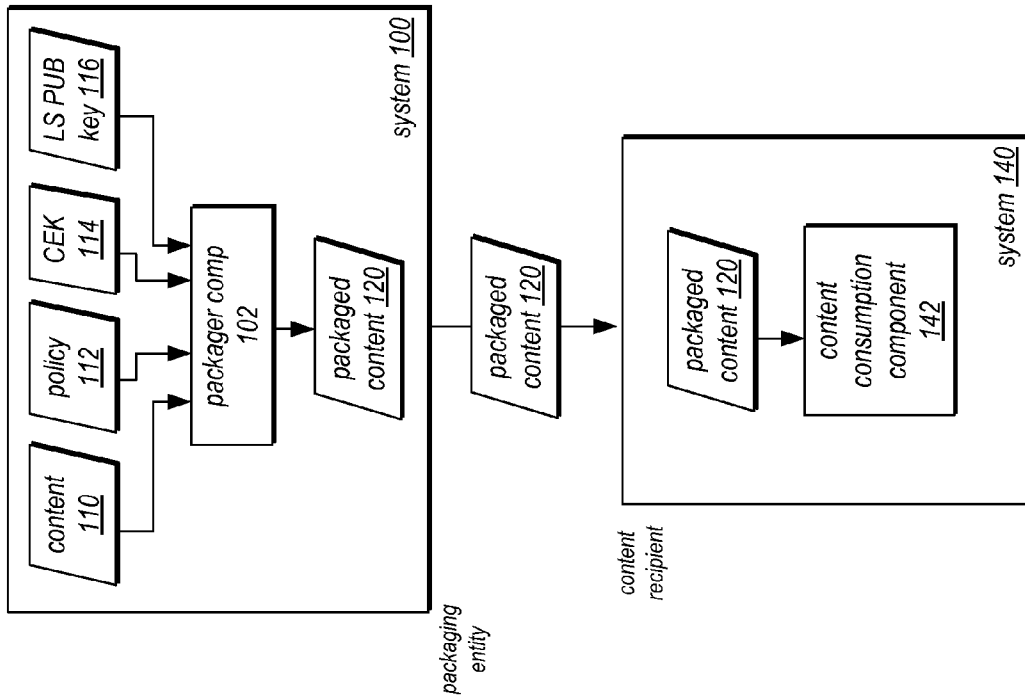 content
110
policy
112
CEK
114
LS PUB
key 116
packager comp
102
packaged
content 120
system 100
packaging
entity
packaged
content 120
content
recipient
packaged
content 120
content
consumption
component
142
system 140